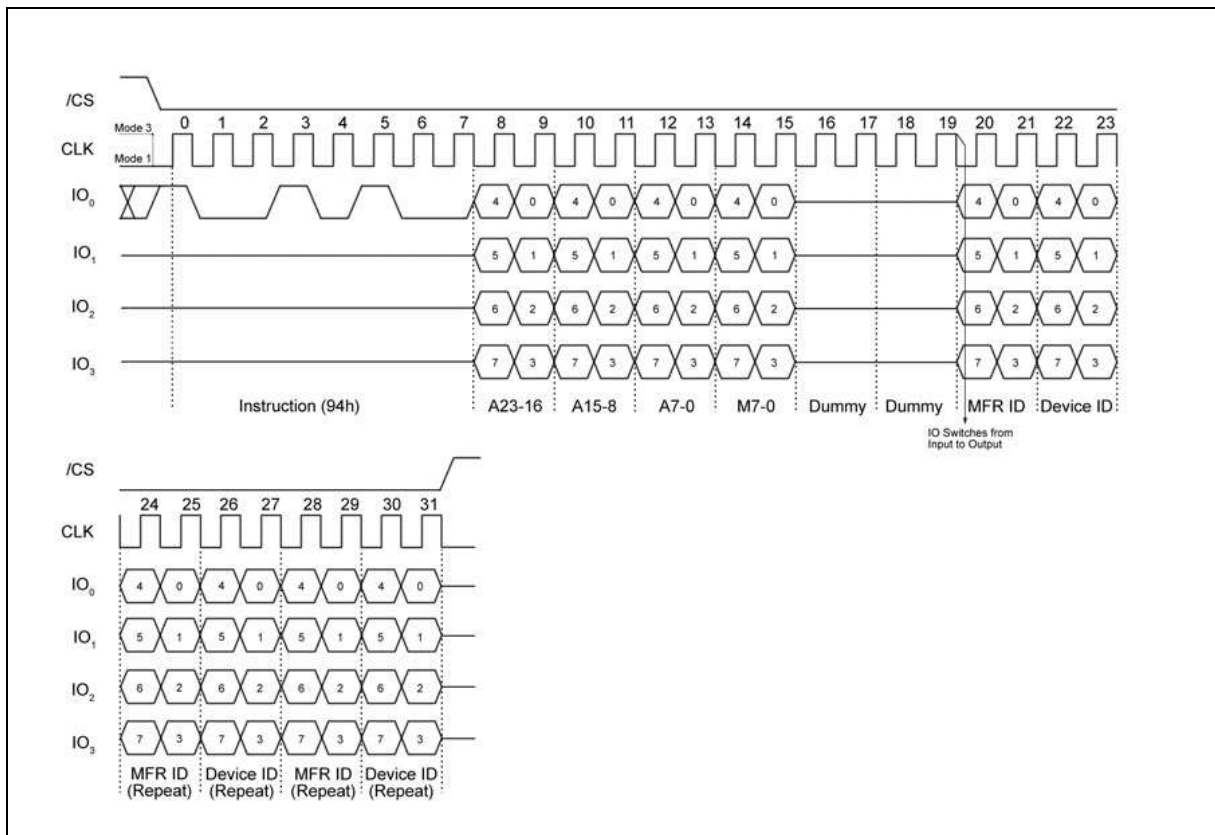 /CS
Mode 3
0 1 2 3 4 5 6 7 8 9 10 11 12 13 14 15 16 17 18 19 20 21 22 23
CLK
Mode 1
IO0 4 0 4 0 4 0 4 0 4 0 4 0
IO1 5 1 5 1 5 1 5 1 5 1 5 1
IO2 6 2 6 2 6 2 6 2 6 2 6 2
IO3 7 3 7 3 7 3 7 3 7 3 7 3
Instruction (94h) A23-16 A15-8 A7-0 M7-0 Dummy Dummy MFR ID Device ID
IO Switches from
Input to Output
/CS
24 25 26 27 28 29 30 31
CLK
IO0 4 0 4 0 4 0 4 0
IO1 5 1 5 1 5 1 5 1
IO2 6 2 6 2 6 2 6 2
IO3 7 3 7 3 7 3 7 3
MFR ID Device ID MFR ID Device ID
(Repeat) (Repeat) (Repeat) (Repeat)